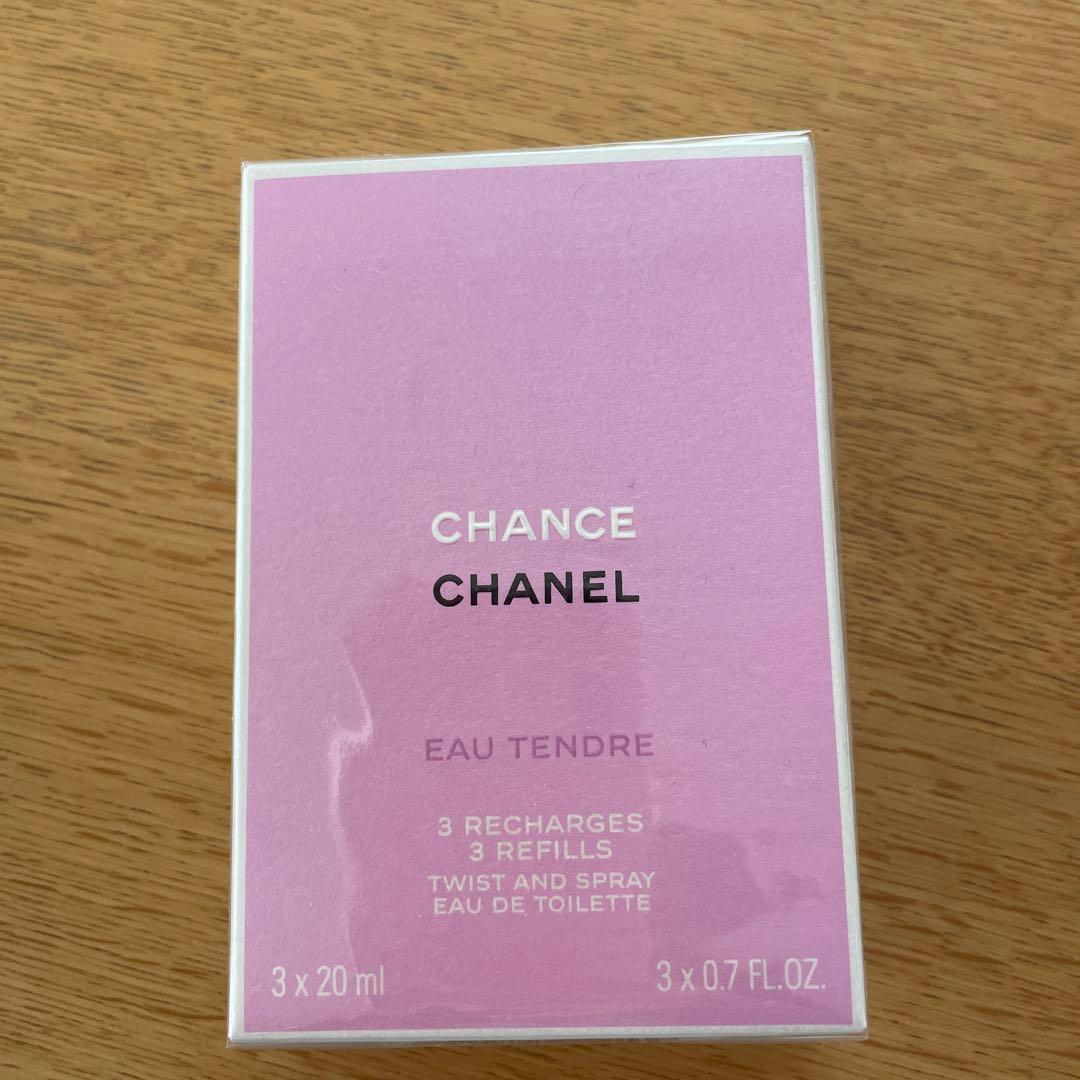 CHANCE
CHANEL
EAU TENDRE
3 RECHARGES
3 REFILLS
TWIST AND SPRAY
EAU DE TOILETTE
3 x 20 ml
3 x 0.7 FL.OZ.